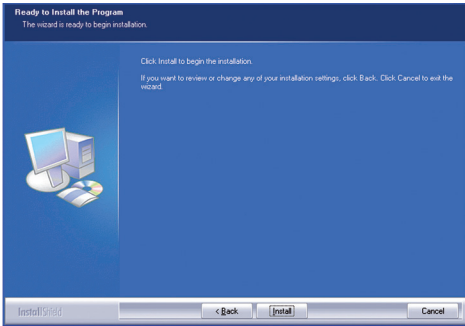 Ready to Install the Program
The wizard is ready to begin installation.
Click Install to begin the installation.
If you want to review or change any of your installation settings, click Back. Click Cancel to exit the
wizard.
InstallShield
< Back
Install
Cancel